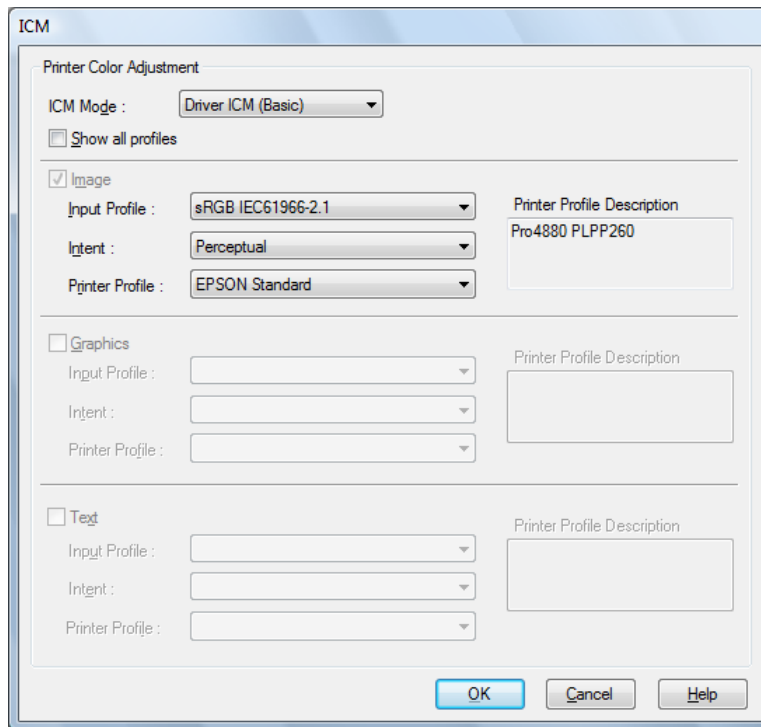 ICM
Printer Color Adjustment
ICM Mode : Driver ICM (Basic)
Show all profiles
Image
Input Profile : sRGB IEC61966-2.1
Printer Profile Description
Intent : Perceptual
Pro4880 PLPP260
Printer Profile : EPSON Standard
Graphics
Input Profile :
Printer Profile Description
Intent :
Printer Profile :
Text
Input Profile :
Printer Profile Description
Intent :
Printer Profile :
OK Cancel Help